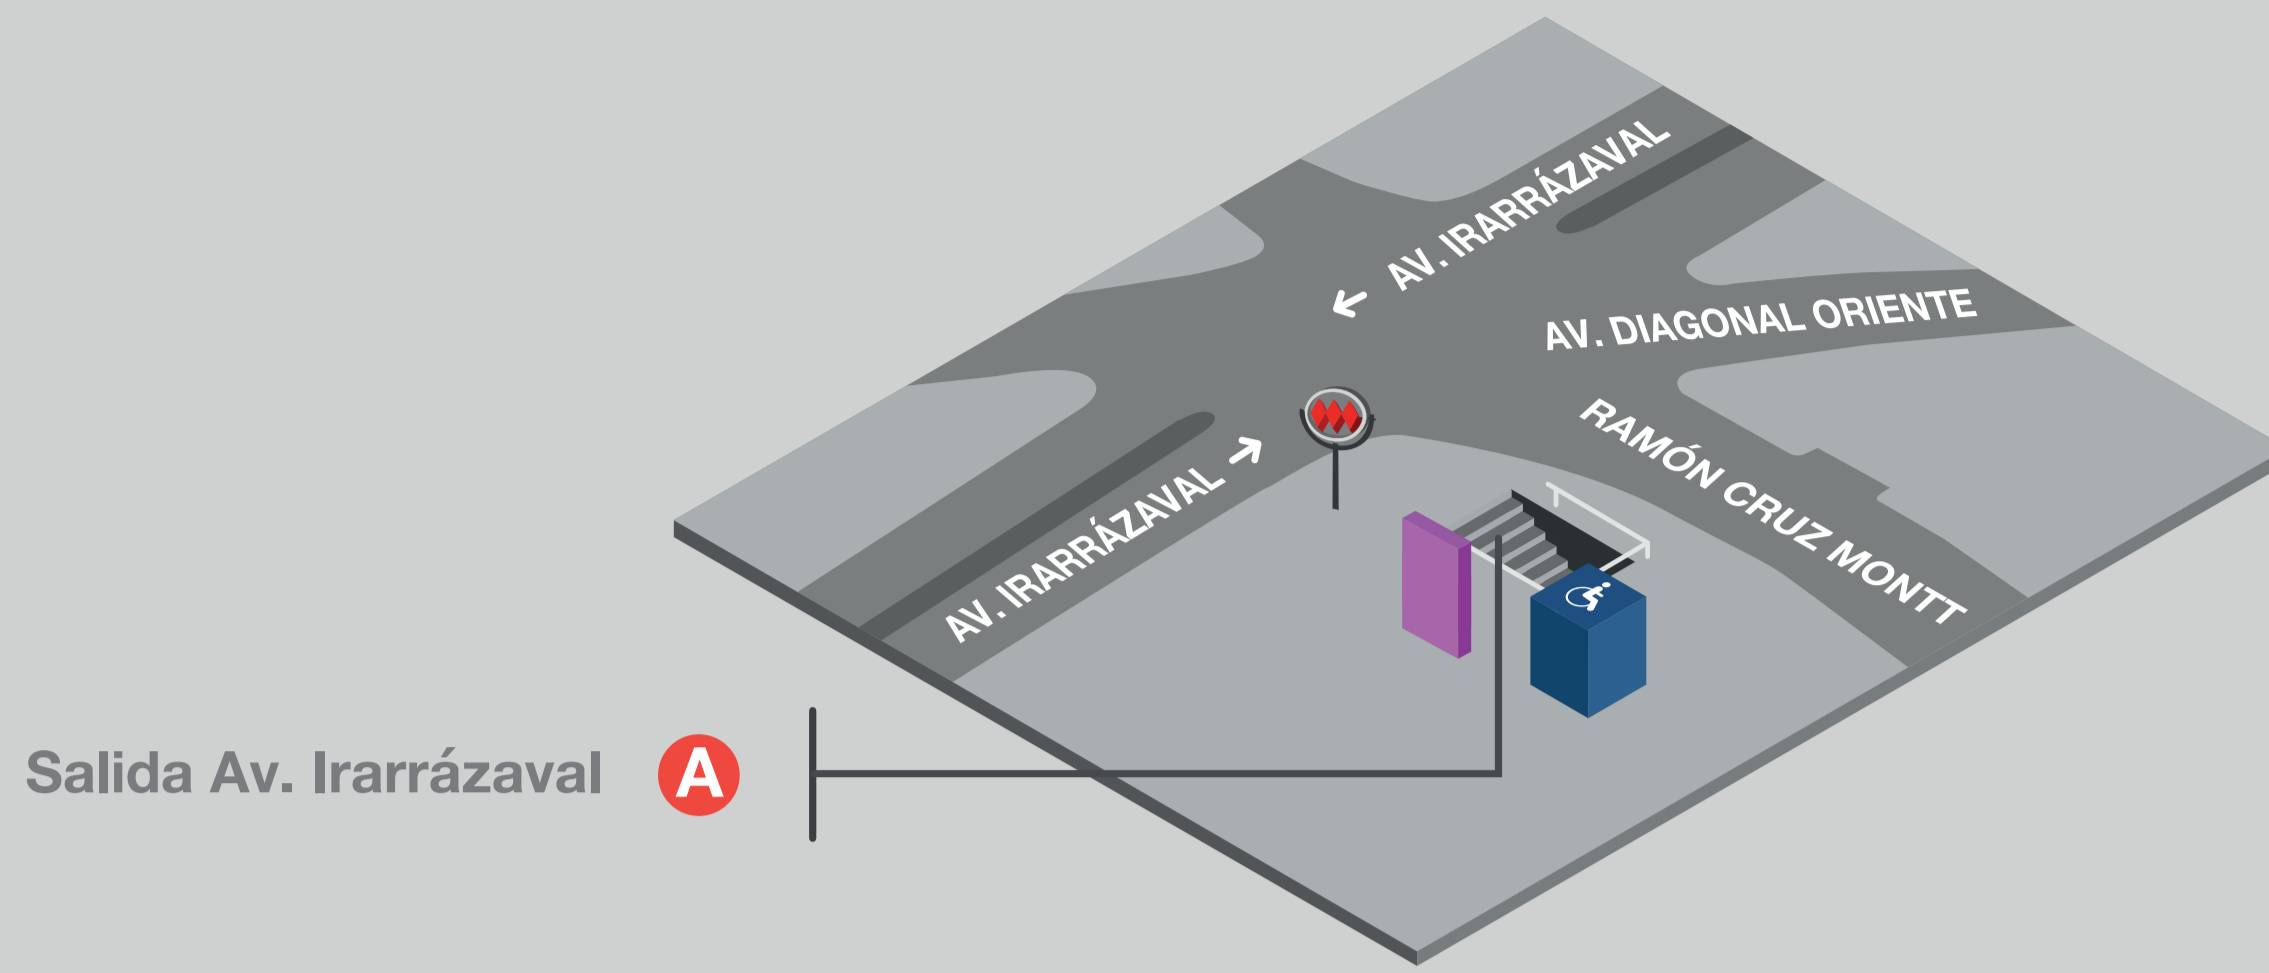 AV. IRARRÁZAVAL
AV. DIAGONAL ORIENTE
RAMÓN CRUZ MONTT
AV. IRARRÁZAVAL
Salida Av. Irarrázaval A